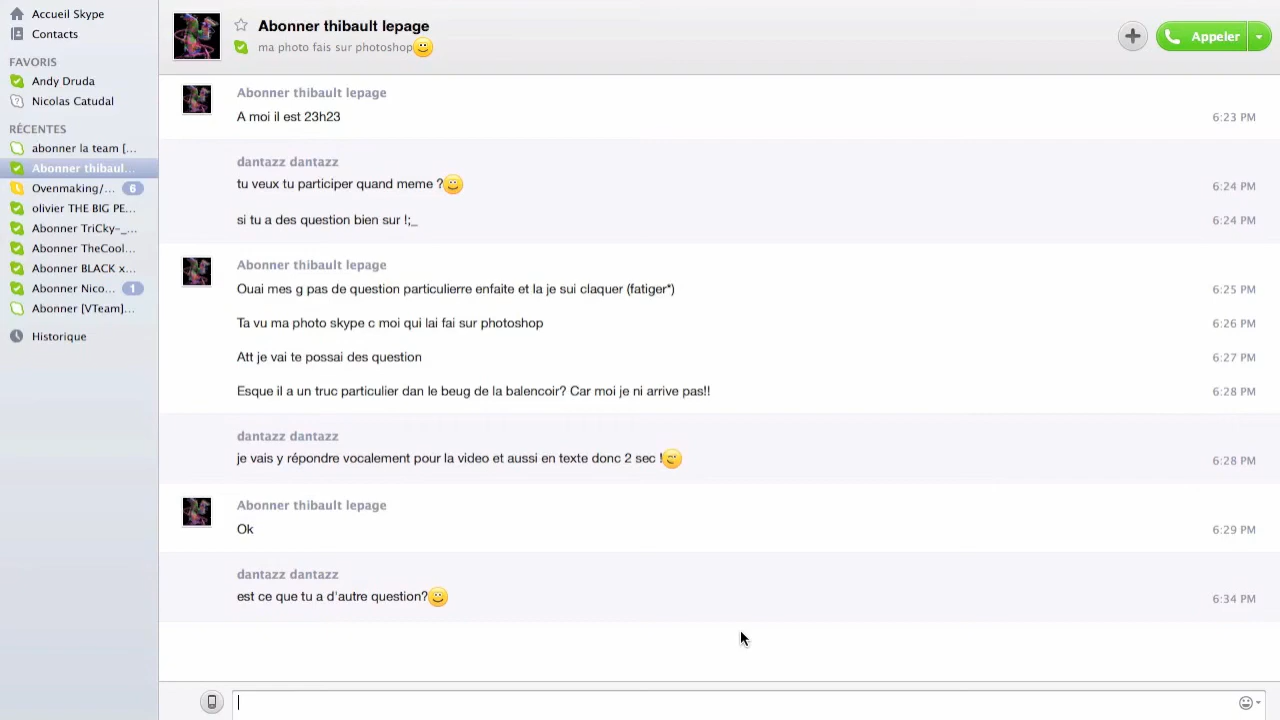 Accueil Skype
Contacts
FAVORIS
Andy Druda
Nicolas Catudal
RÉCENTES
abonner la team [...
Abonner thibaul...
Ovenmaking/... 6
olivier THE BIG PE...
Abonner TriCky-_...
Abonner TheCool...
Abonner BLACK x...
Abonner Nico... 1
Abonner [VTeam]...
Historique
Abonner thibault lepage
ma photo fais sur photoshop
Appeler
Abonner thibault lepage
A moi il est 23h23 6:23 PM
dantazz dantazz
tu veux tu participer quand meme ? 6:24 PM
si tu a des question bien sur !;_ 6:24 PM
Abonner thibault lepage
Ouai mes g pas de question particulierre enfaite et la je sui claquer (fatiger*) 6:25 PM
Ta vu ma photo skype c moi qui lai fai sur photoshop 6:26 PM
Att je vai te possai des question 6:27 PM
Esque il a un truc particulier dan le beug de la balencoir? Car moi je ni arrive pas!! 6:28 PM
dantazz dantazz
je vais y répondre vocalement pour la video et aussi en texte donc 2 sec ! 6:28 PM
Abonner thibault lepage
Ok 6:29 PM
dantazz dantazz
est ce que tu a d'autre question? 6:34 PM